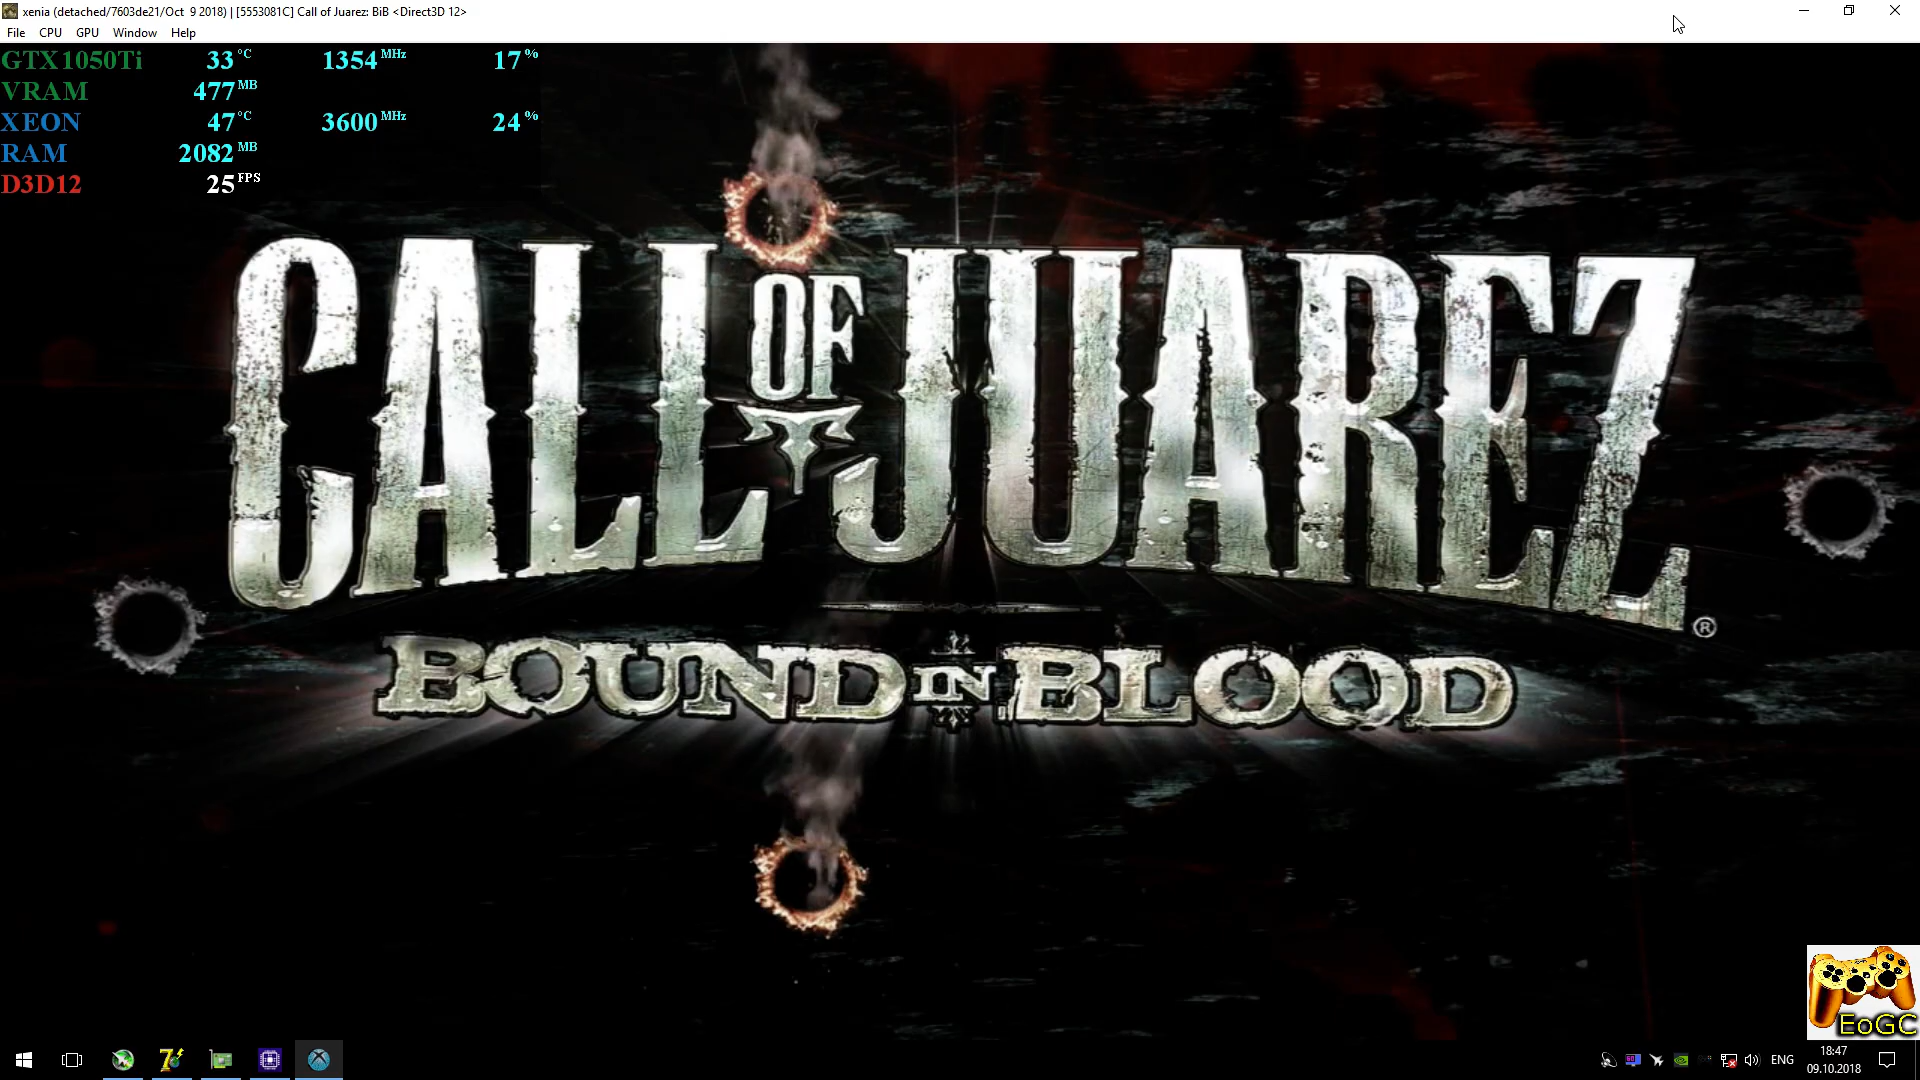 xenia (detached/7603de21/Oct  9 2018) | [5553081C] Call of Juarez: BiB <Direct3D 12>
File CPU GPU Window Help
GTX1050Ti 33 °C 1354 MHz 17 %
VRAM 477 MB
XEON 47 °C 3600 MHz 24 %
RAM 2082 MB
D3D12 25 FPS
CALL OF JUAREZ ®
BOUND IN BLOOD
EoGC
ENG
18:47
09.10.2018